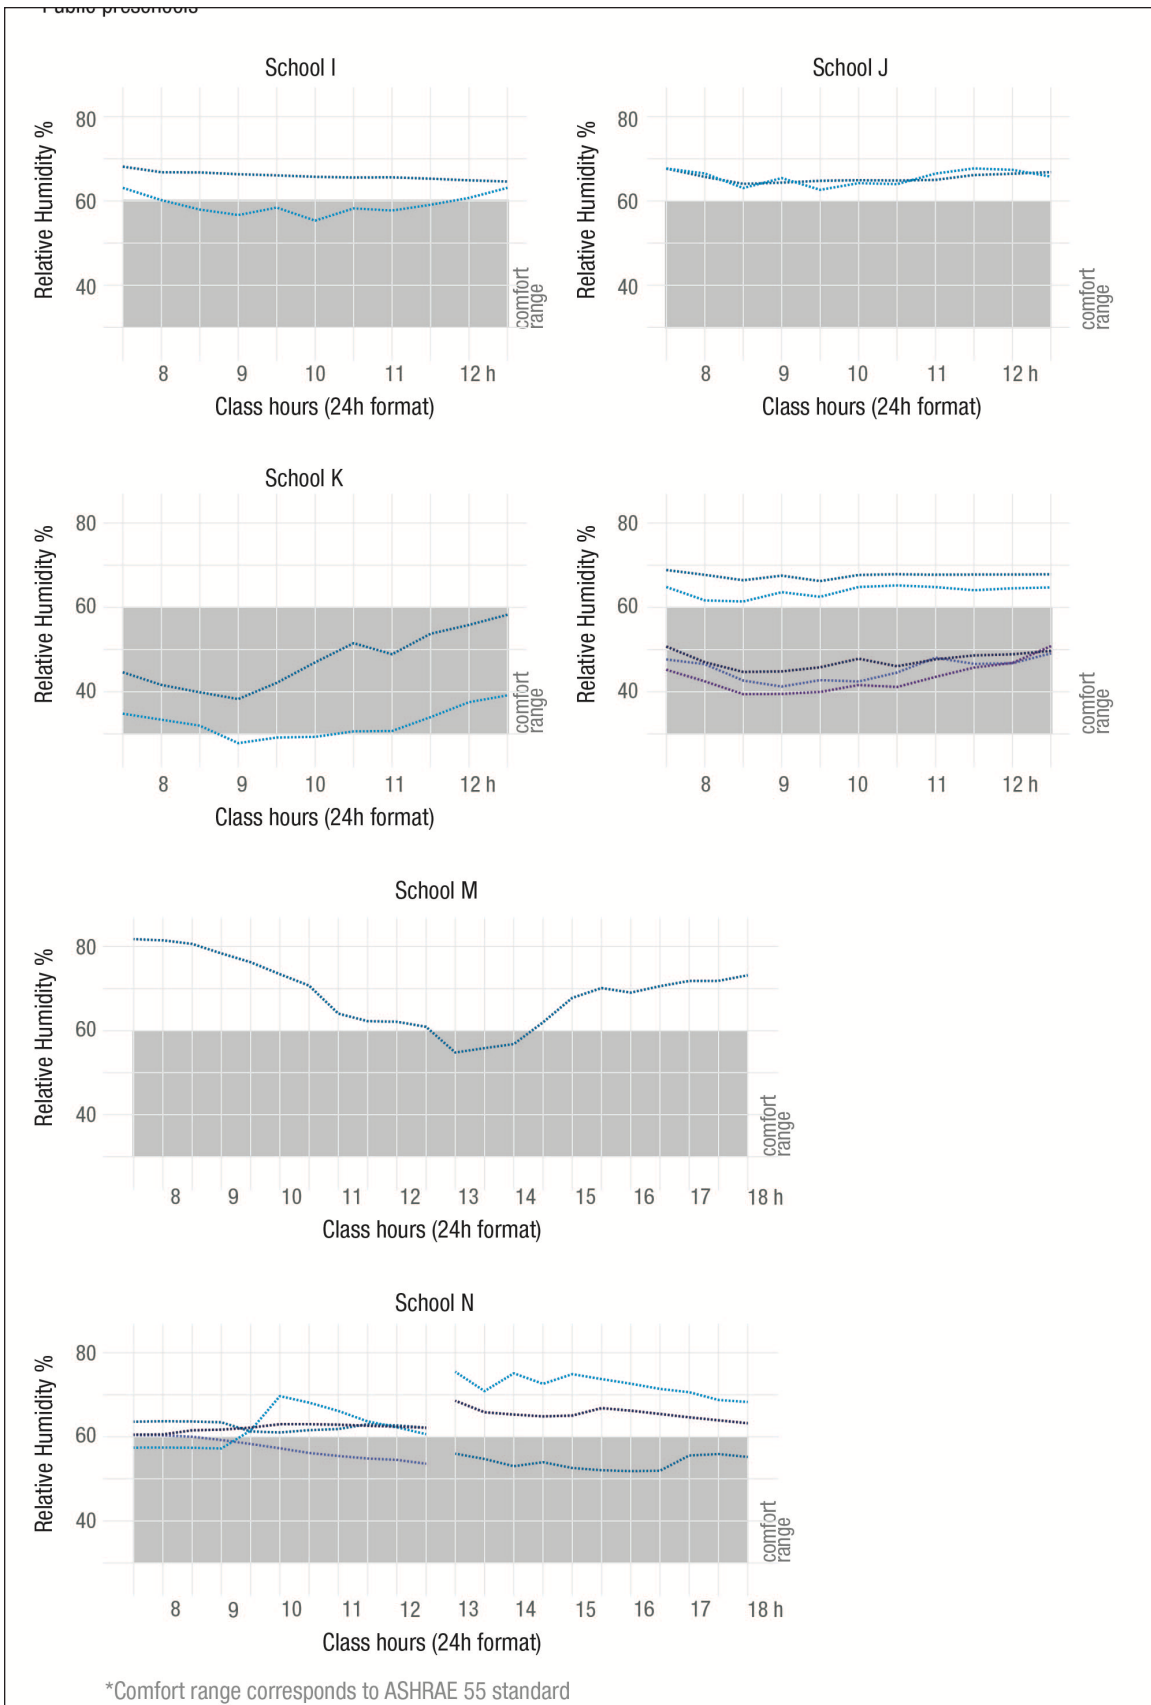 Public preschools
School I
Relative Humidity %
80
60
40
comfort
range
8 9 10 11 12 h
Class hours (24h format)
School J
Relative Humidity %
80
60
40
comfort
range
8 9 10 11 12 h
Class hours (24h format)
School K
Relative Humidity %
80
60
40
comfort
range
8 9 10 11 12 h
Class hours (24h format)
Relative Humidity %
80
60
40
comfort
range
8 9 10 11 12 h
School M
Relative Humidity %
80
60
40
comfort
range
8 9 10 11 12 13 14 15 16 17 18 h
Class hours (24h format)
School N
Relative Humidity %
80
60
40
comfort
range
8 9 10 11 12 13 14 15 16 17 18 h
Class hours (24h format)
*Comfort range corresponds to ASHRAE 55 standard